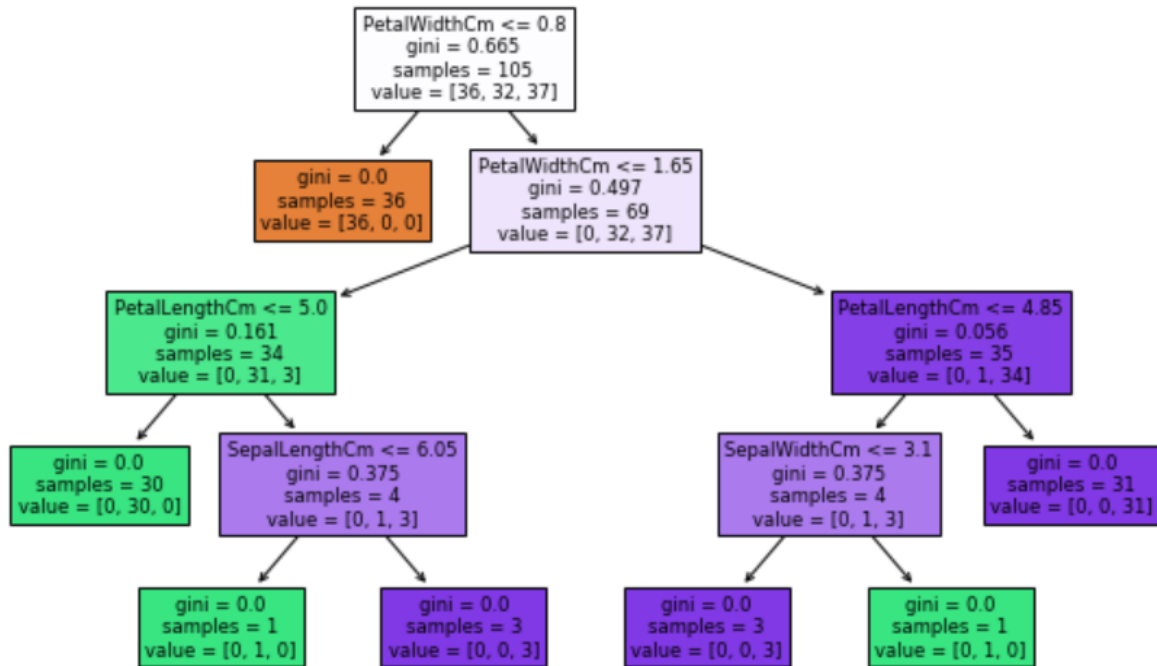 PetalWidthCm <= 0.8
gini = 0.665
samples = 105
value = [36, 32, 37]
gini = 0.0
samples = 36
value = [36, 0, 0]
PetalWidthCm <= 1.65
gini = 0.497
samples = 69
value = [0, 32, 37]
PetalLengthCm <= 5.0
gini = 0.161
samples = 34
value = [0, 31, 3]
PetalLengthCm <= 4.85
gini = 0.056
samples = 35
value = [0, 1, 34]
gini = 0.0
samples = 30
value = [0, 30, 0]
SepalLengthCm <= 6.05
gini = 0.375
samples = 4
value = [0, 1, 3]
SepalWidthCm <= 3.1
gini = 0.375
samples = 4
value = [0, 1, 3]
gini = 0.0
samples = 31
value = [0, 0, 31]
gini = 0.0
samples = 1
value = [0, 1, 0]
gini = 0.0
samples = 3
value = [0, 0, 3]
gini = 0.0
samples = 3
value = [0, 0, 3]
gini = 0.0
samples = 1
value = [0, 1, 0]